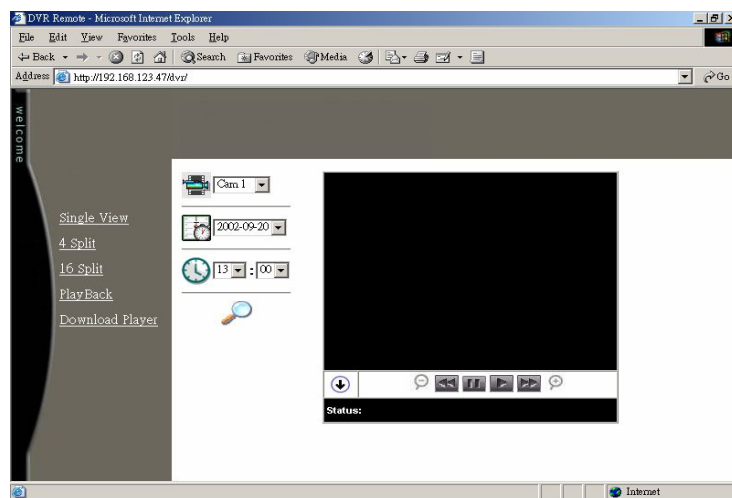 DVR Remote - Microsoft Internet Explorer
File Edit View Favorites Tools Help
Back Search Favorites Media
Address http://192.168.123.47/dvr/ Go
welcome
Cam 1
Single View
2002-09-20
4 Split
16 Split
13 : 00
PlayBack
Download Player
Status:
Internet